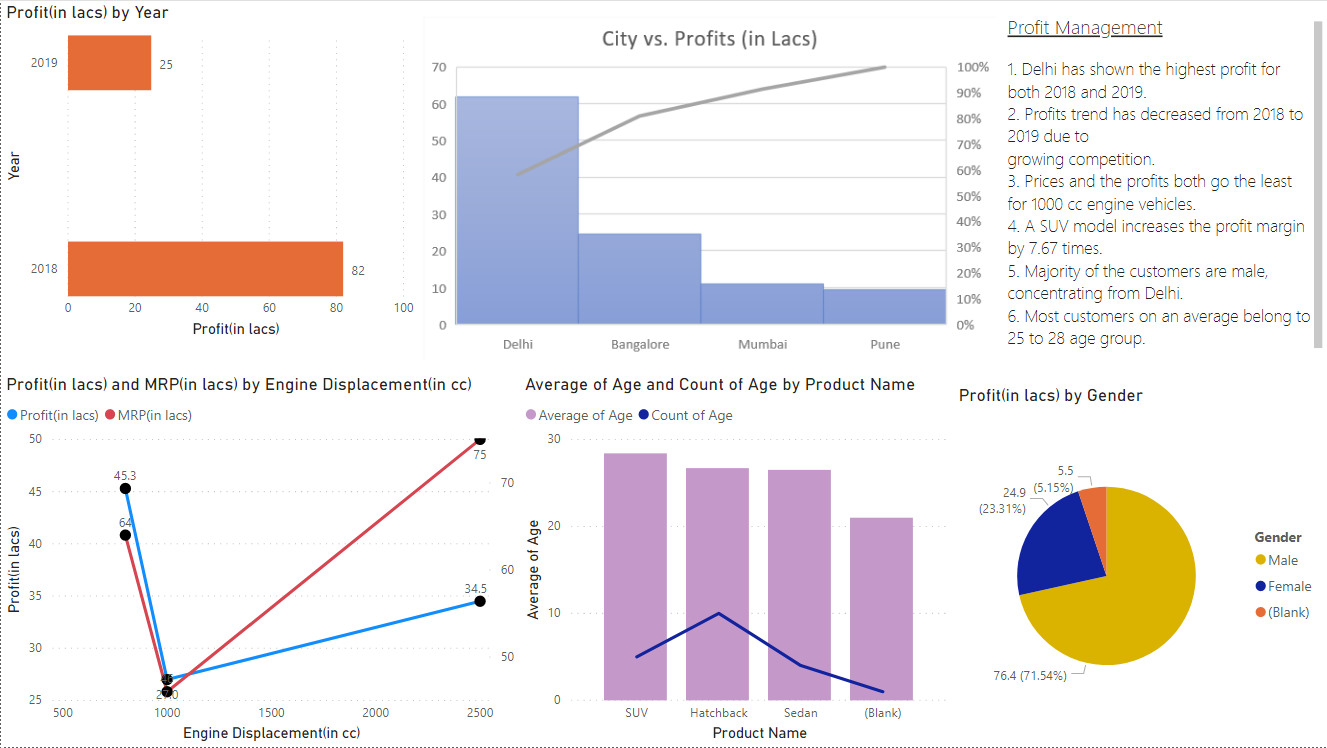 Profit(in lacs) by Year
2019
25
Year
2018
82
0 20 40 60 80 100
Profit(in lacs)
City vs. Profits (in Lacs)
70 100%
90%
60
80%
50
70%
40
60%
50%
30
40%
20
30%
20%
10
10%
0 0%
Delhi Bangalore Mumbai Pune
Profit Management
1. Delhi has shown the highest profit for
both 2018 and 2019.
2. Profits trend has decreased from 2018 to
2019 due to
growing competition.
3. Prices and the profits both go the least
for 1000 cc engine vehicles.
4. A SUV model increases the profit margin
by 7.67 times.
5. Majority of the customers are male,
concentrating from Delhi.
6. Most customers on an average belong to
25 to 28 age group.
Profit(in lacs) and MRP(in lacs) by Engine Displacement(in cc)
Profit(in lacs) MRP(in lacs)
50
75
45.3
45
70
64
40
Profit(in lacs)
35
60
34.5
30
50
25
500 1000 1500 2000 2500
Engine Displacement(in cc)
Average of Age and Count of Age by Product Name
Average of Age Count of Age
30
20
Average of Age
10
0
SUV Hatchback Sedan (Blank)
Product Name
Profit(in lacs) by Gender
5.5
(5.15%)
24.9
(23.31%)
76.4 (71.54%)
Gender
Male
Female
(Blank)